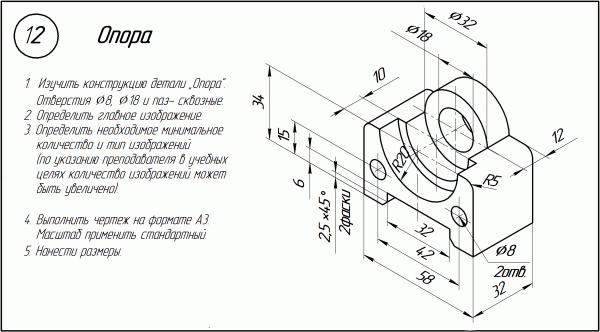 12
Опора
1. Изучить конструкцию детали „Опора".
Отверстия Ø8, Ø18 и паз- сквозные.
2. Определить главное изображение.
3. Определить необходимое минимальное
количество и тип изображений
(по указанию преподавателя в учебных
целях количество изображений может
быть увеличено).
4. Выполнить чертеж на формате А3.
Масштаб применить стандартный.
5. Нанести размеры.
Ø32
Ø18
10
34
15
6
2,5 ×45°
2фаски
R20
R5
12
32
42
58
Ø8
2отв.
32